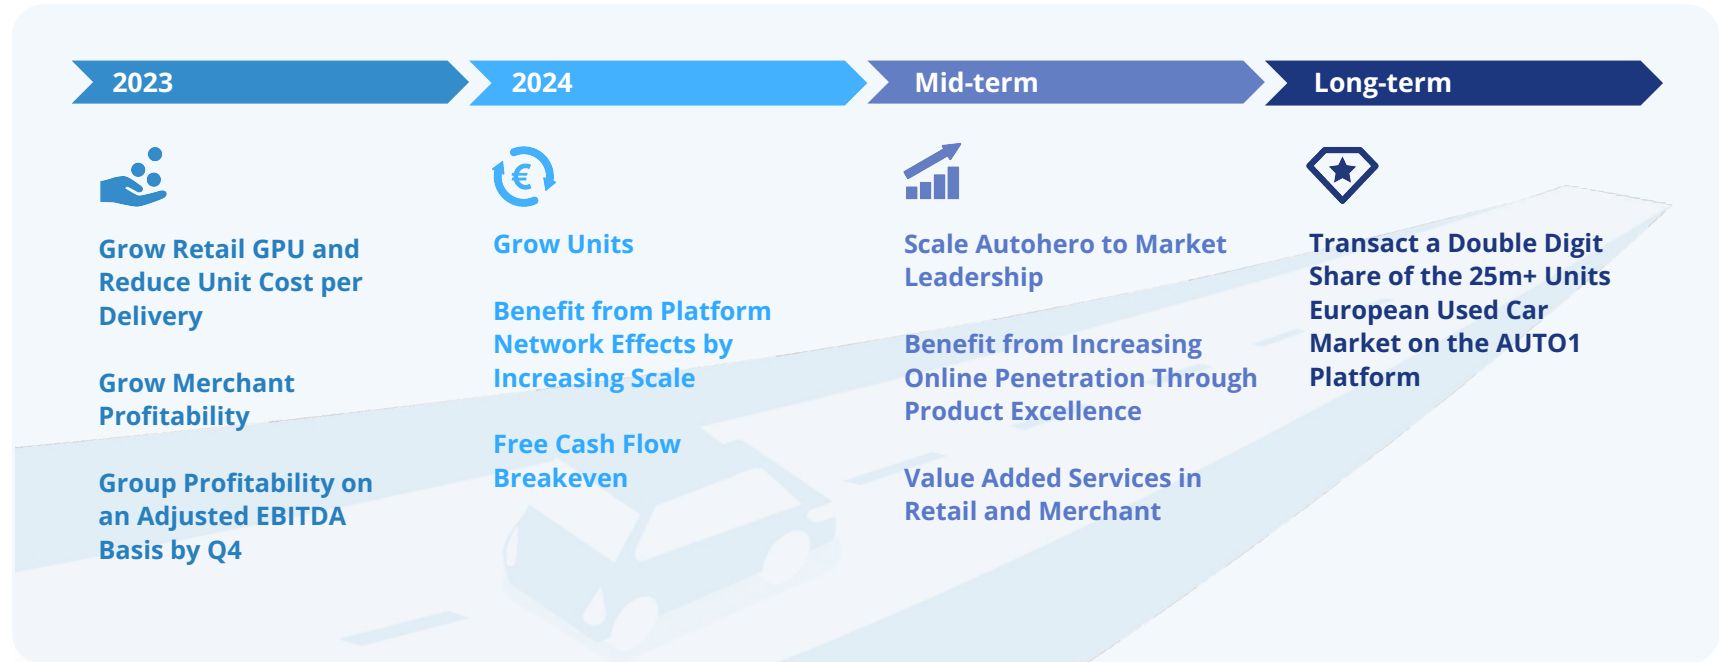 2023
Grow Retail GPU and
Reduce Unit Cost per
Delivery
Grow Merchant
Profitability
Group Profitability on
an Adjusted EBITDA
Basis by Q4
2024
€
Grow Units
Benefit from Platform
Network Effects by
Increasing Scale
Free Cash Flow
Breakeven
Mid-term
Scale Autohero to Market
Leadership
Benefit from Increasing
Online Penetration Through
Product Excellence
Value Added Services in
Retail and Merchant
Long-term
Transact a Double Digit
Share of the 25m+ Units
European Used Car
Market on the AUTO1
Platform